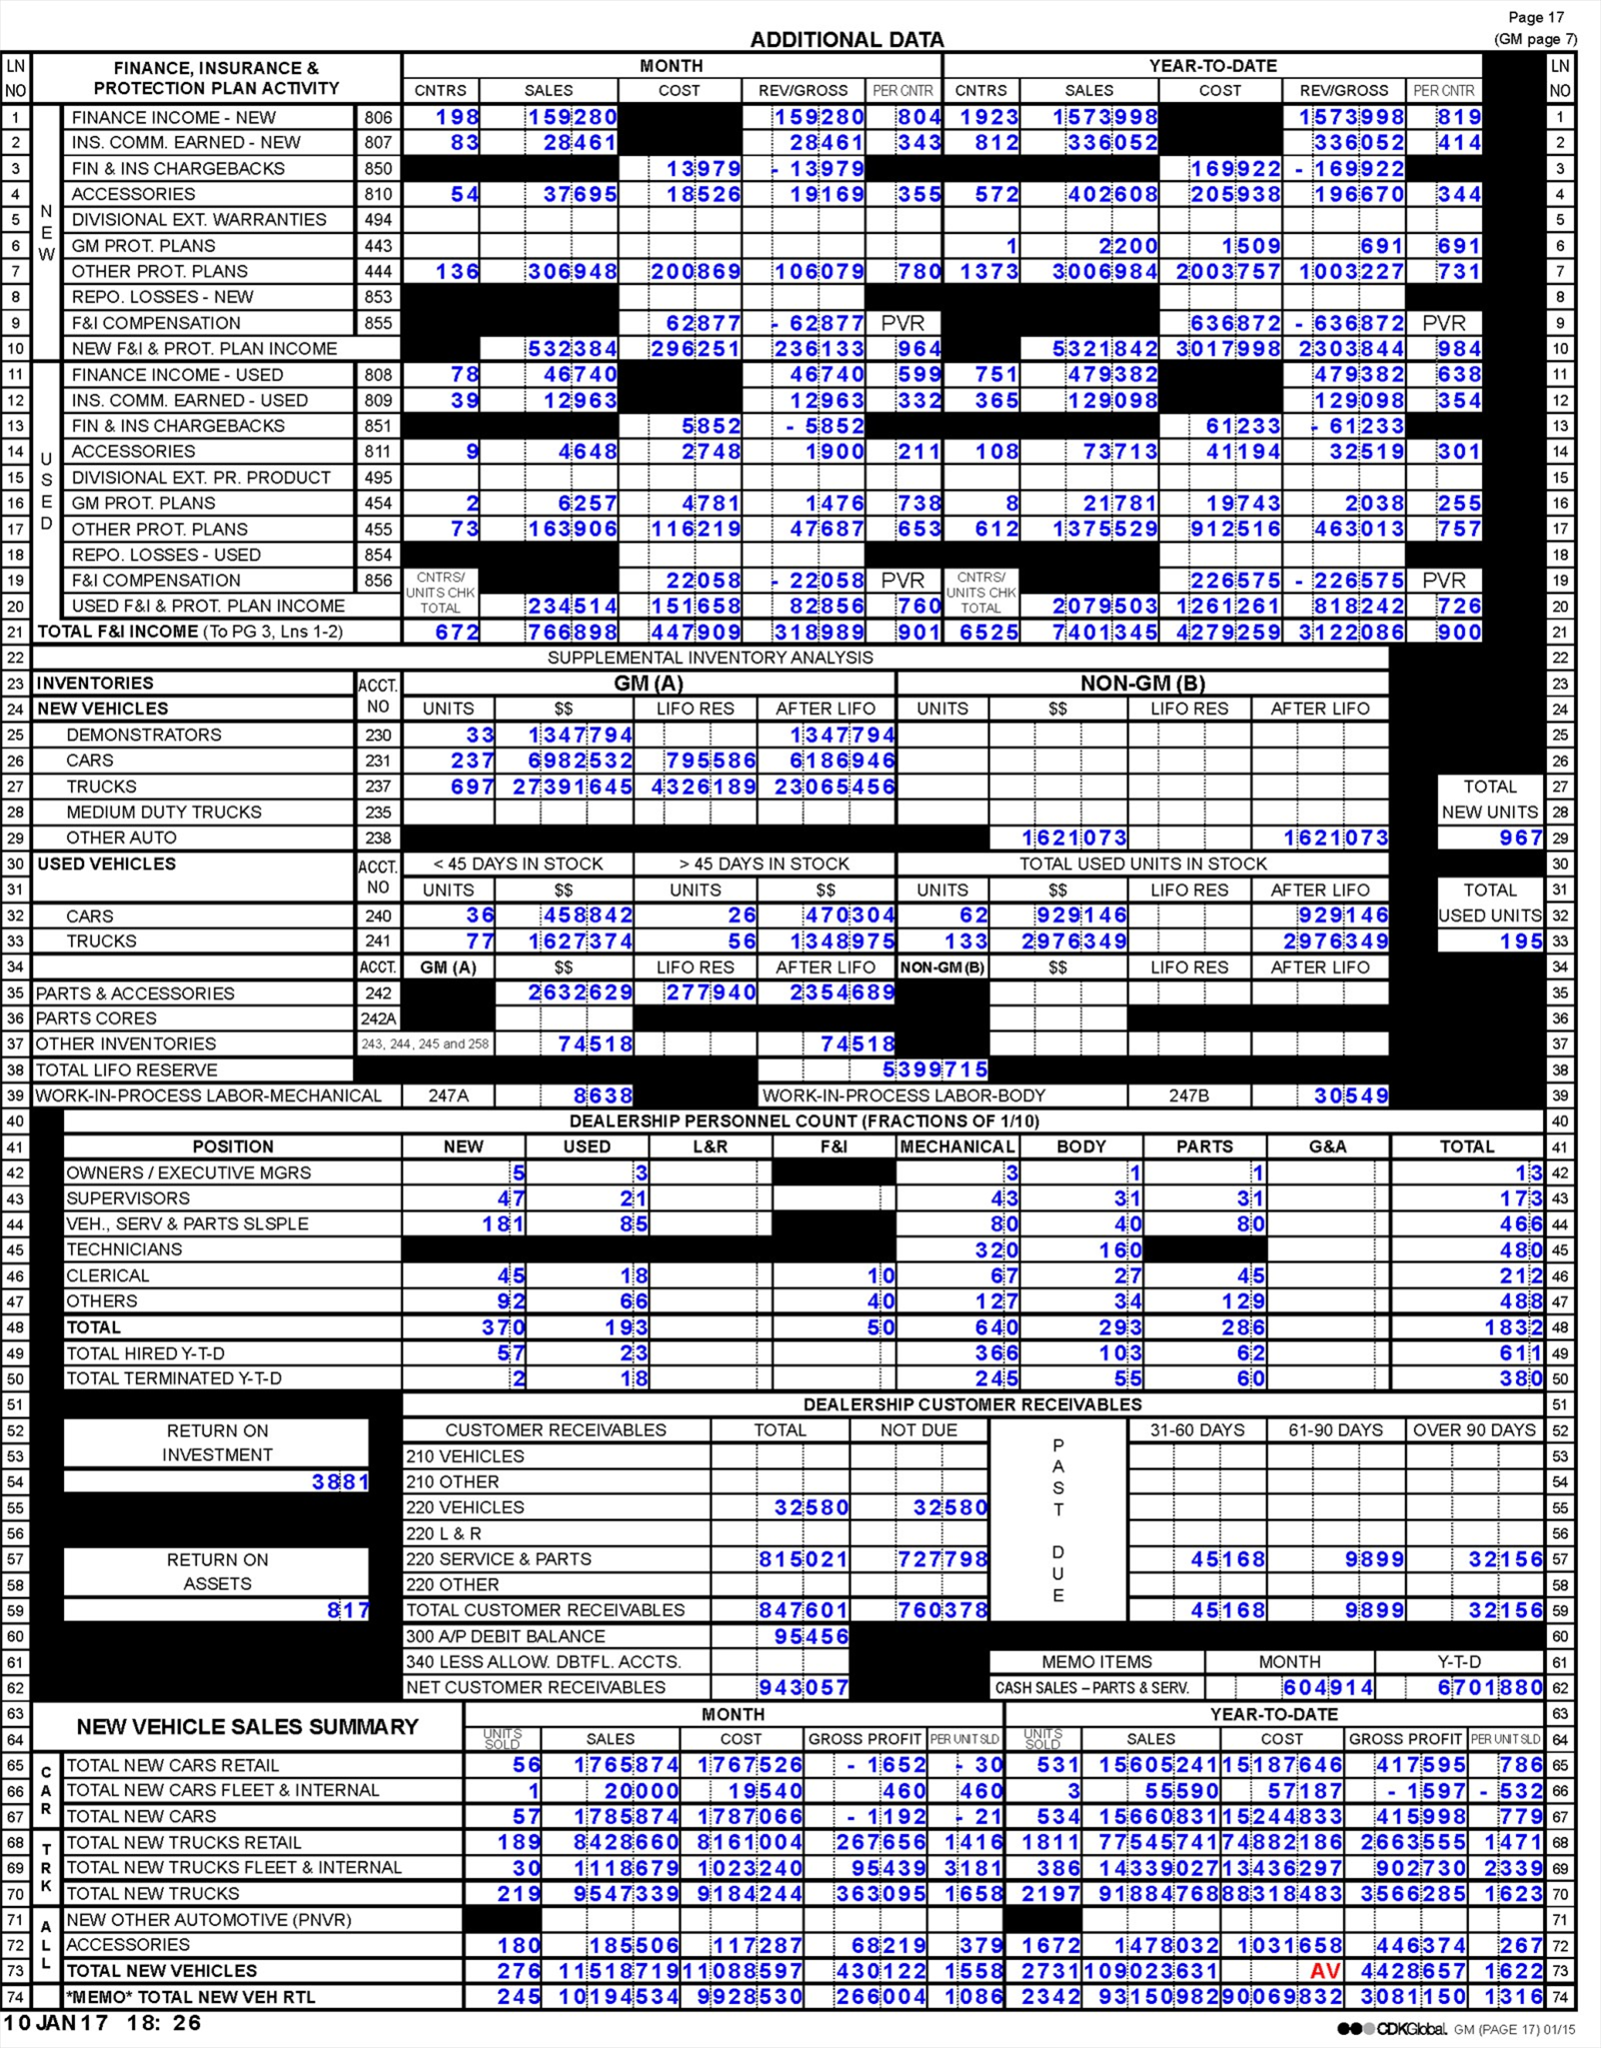 Page 17
ADDITIONAL DATA
(GM page 7)
LN FINANCE, INSURANCE & MONTH YEAR-TO-DATE LN
NO PROTECTION PLAN ACTIVITY CNTRS SALES COST REV/GROSS PER CNTR CNTRS SALES COST REV/GROSS PER CNTR NO
NEW
1 FINANCE INCOME - NEW 806 198 159280 159280 804 1923 1573998 1573998 819 1
2 INS. COMM. EARNED - NEW 807 83 28461 28461 343 812 336052 336052 414 2
3 FIN & INS CHARGEBACKS 850 13979 - 13979 169922 - 169922 3
4 ACCESSORIES 810 54 37695 18526 19169 355 572 402608 205938 196670 344 4
5 DIVISIONAL EXT. WARRANTIES 494 5
6 GM PROT. PLANS 443 1 2200 1509 691 691 6
7 OTHER PROT. PLANS 444 136 306948 200869 106079 780 1373 3006984 2003757 1003227 731 7
8 REPO. LOSSES - NEW 853 8
9 F&I COMPENSATION 855 62877 - 62877 PVR 636872 - 636872 PVR 9
10 NEW F&I & PROT. PLAN INCOME 532384 296251 236133 964 5321842 3017998 2303844 984 10
USED
11 FINANCE INCOME - USED 808 78 46740 46740 599 751 479382 479382 638 11
12 INS. COMM. EARNED - USED 809 39 12963 12963 332 365 129098 129098 354 12
13 FIN & INS CHARGEBACKS 851 5852 - 5852 61233 - 61233 13
14 ACCESSORIES 811 9 4648 2748 1900 211 108 73713 41194 32519 301 14
15 DIVISIONAL EXT. PR. PRODUCT 495 15
16 GM PROT. PLANS 454 2 6257 4781 1476 738 8 21781 19743 2038 255 16
17 OTHER PROT. PLANS 455 73 163906 116219 47687 653 612 1375529 912516 463013 757 17
18 REPO. LOSSES - USED 854 18
19 F&I COMPENSATION 856 CNTRS/ UNITS CHK TOTAL 22058 - 22058 PVR CNTRS/ UNITS CHK TOTAL 226575 - 226575 PVR 19
20 USED F&I & PROT. PLAN INCOME 234514 151658 82856 760 2079503 1261261 818242 726 20
21 TOTAL F&I INCOME (To PG 3, Lns 1-2) 672 766898 447909 318989 901 6525 7401345 4279259 3122086 900 21
22 SUPPLEMENTAL INVENTORY ANALYSIS 22
23 INVENTORIES ACCT. GM (A) NON-GM (B) 23
24 NEW VEHICLES NO UNITS $$ LIFO RES AFTER LIFO UNITS $$ LIFO RES AFTER LIFO 24
25 DEMONSTRATORS 230 33 1347794 1347794 25
26 CARS 231 237 6982532 795586 6186946 26
27 TRUCKS 237 697 27391645 4326189 23065456 TOTAL 27
28 MEDIUM DUTY TRUCKS 235 NEW UNITS 28
29 OTHER AUTO 238 1621073 1621073 967 29
30 USED VEHICLES ACCT. < 45 DAYS IN STOCK > 45 DAYS IN STOCK TOTAL USED UNITS IN STOCK 30
31 NO UNITS $$ UNITS $$ UNITS $$ LIFO RES AFTER LIFO TOTAL 31
32 CARS 240 36 458842 26 470304 62 929146 929146 USED UNITS 32
33 TRUCKS 241 77 1627374 56 1348975 133 2976349 2976349 195 33
34 ACCT. GM (A) $$ LIFO RES AFTER LIFO NON-GM (B) $$ LIFO RES AFTER LIFO 34
35 PARTS & ACCESSORIES 242 2632629 277940 2354689 35
36 PARTS CORES 242A 36
37 OTHER INVENTORIES 243, 244, 245 and 258 74518 74518 37
38 TOTAL LIFO RESERVE 5399715 38
39 WORK-IN-PROCESS LABOR-MECHANICAL 247A 8638 WORK-IN-PROCESS LABOR-BODY 247B 30549 39
40 DEALERSHIP PERSONNEL COUNT (FRACTIONS OF 1/10) 40
41 POSITION NEW USED L&R F&I MECHANICAL BODY PARTS G&A TOTAL 41
42 OWNERS / EXECUTIVE MGRS 5 3 3 1 1 13 42
43 SUPERVISORS 47 21 43 31 31 173 43
44 VEH., SERV & PARTS SLSPLE 181 85 80 40 80 466 44
45 TECHNICIANS 320 160 480 45
46 CLERICAL 45 18 10 67 27 45 212 46
47 OTHERS 92 66 40 127 34 129 488 47
48 TOTAL 370 193 50 640 293 286 1832 48
49 TOTAL HIRED Y-T-D 57 23 366 103 62 611 49
50 TOTAL TERMINATED Y-T-D 2 18 245 55 60 380 50
51 DEALERSHIP CUSTOMER RECEIVABLES 51
52 RETURN ON CUSTOMER RECEIVABLES TOTAL NOT DUE PAST DUE 31-60 DAYS 61-90 DAYS OVER 90 DAYS 52
53 INVESTMENT 210 VEHICLES 53
54 3881 210 OTHER 54
55 220 VEHICLES 32580 32580 55
56 220 L & R 56
57 RETURN ON 220 SERVICE & PARTS 815021 727798 45168 9899 32156 57
58 ASSETS 220 OTHER 58
59 817 TOTAL CUSTOMER RECEIVABLES 847601 760378 45168 9899 32156 59
60 300 A/P DEBIT BALANCE 95456 60
61 340 LESS ALLOW. DBTFL. ACCTS. MEMO ITEMS MONTH Y-T-D 61
62 NET CUSTOMER RECEIVABLES 943057 CASH SALES – PARTS & SERV. 604914 6701880 62
63 NEW VEHICLE SALES SUMMARY MONTH YEAR-TO-DATE 63
64 UNITS SOLD SALES COST GROSS PROFIT PER UNIT SLD UNITS SOLD SALES COST GROSS PROFIT PER UNIT SLD 64
CAR
65 TOTAL NEW CARS RETAIL 56 1765874 1767526 - 1652 - 30 531 15605241 15187646 417595 786 65
66 TOTAL NEW CARS FLEET & INTERNAL 1 20000 19540 460 460 3 55590 57187 - 1597 - 532 66
67 TOTAL NEW CARS 57 1785874 1787066 - 1192 - 21 534 15660831 15244833 415998 779 67
TRK
68 TOTAL NEW TRUCKS RETAIL 189 8428660 8161004 267656 1416 1811 77545741 74882186 2663555 1471 68
69 TOTAL NEW TRUCKS FLEET & INTERNAL 30 1118679 1023240 95439 3181 386 14339027 13436297 902730 2339 69
70 TOTAL NEW TRUCKS 219 9547339 9184244 363095 1658 2197 91884768 88318483 3566285 1623 70
ALL
71 NEW OTHER AUTOMOTIVE (PNVR) 71
72 ACCESSORIES 180 185506 117287 68219 379 1672 1478032 1031658 446374 267 72
73 TOTAL NEW VEHICLES 276 11518719 11088597 430122 1558 2731 109023631 AV 4428657 1622 73
74 *MEMO* TOTAL NEW VEH RTL 245 10194534 9928530 266004 1086 2342 93150982 90069832 3081150 1316 74
10 JAN 17 18: 26
CDKGlobal. GM (PAGE 17) 01/15